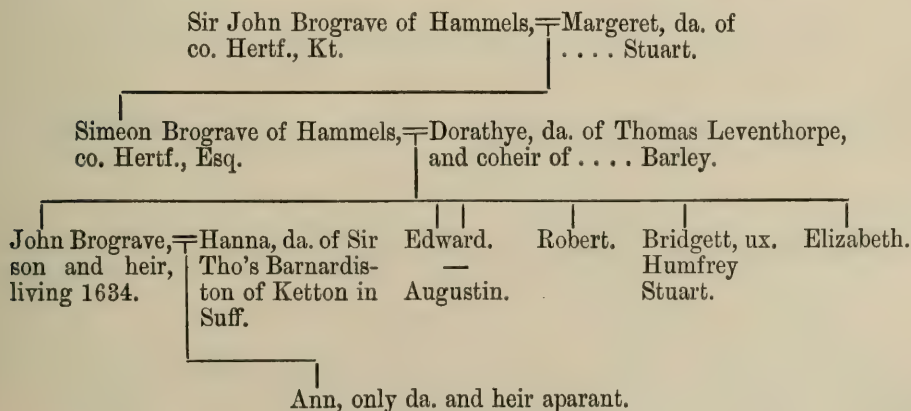 Sir John Brograve of Hammels,
co. Hertf., Kt.
Margeret, da. of
. . . . Stuart.
Simeon Brograve of Hammels,
co. Hertf., Esq.
Dorathye, da. of Thomas Leventhorpe,
and coheir of . . . . Barley.
John Brograve,
son and heir,
living 1634.
Hanna, da. of Sir
Tho's Barnardis-
ton of Ketton in
Suff.
Edward.
—
Augustin.
Robert.
Bridgett, ux.
Humfrey
Stuart.
Elizabeth.
Ann, only da. and heir aparant.